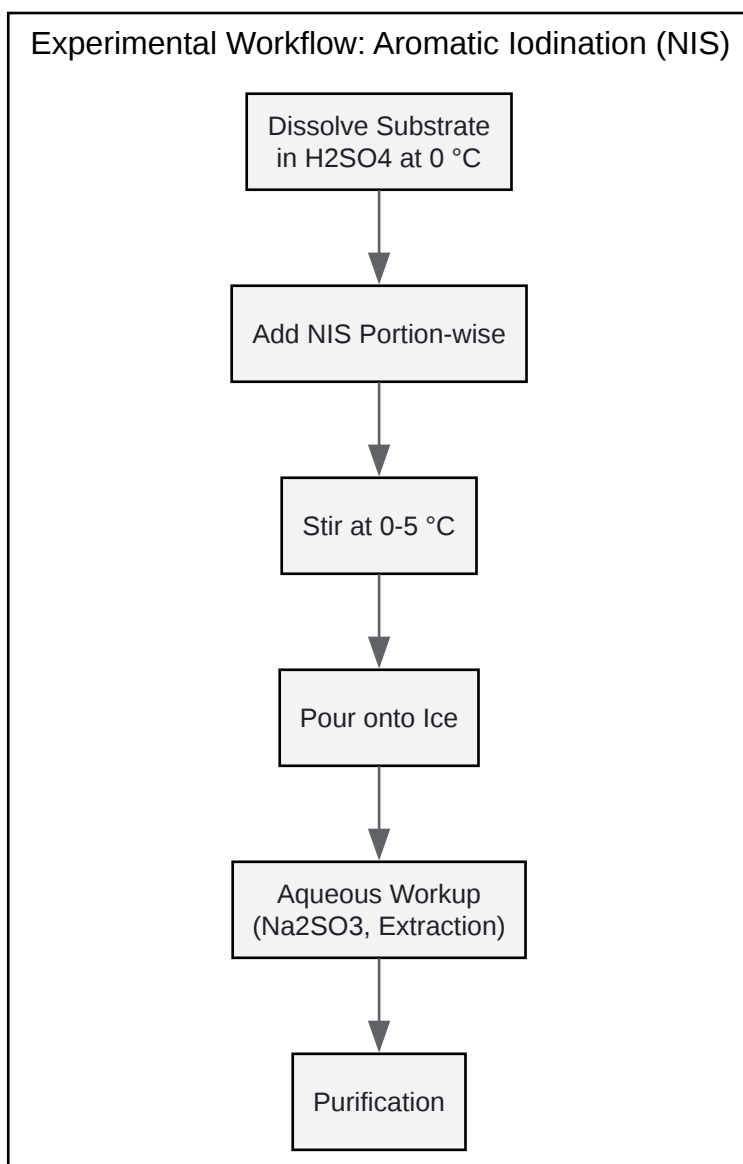 Experimental Workflow: Aromatic Iodination (NIS)
Dissolve Substrate
in H2SO4 at 0 °C
Add NIS Portion-wise
Stir at 0-5 °C
Pour onto Ice
Aqueous Workup
(Na2SO3, Extraction)
Purification